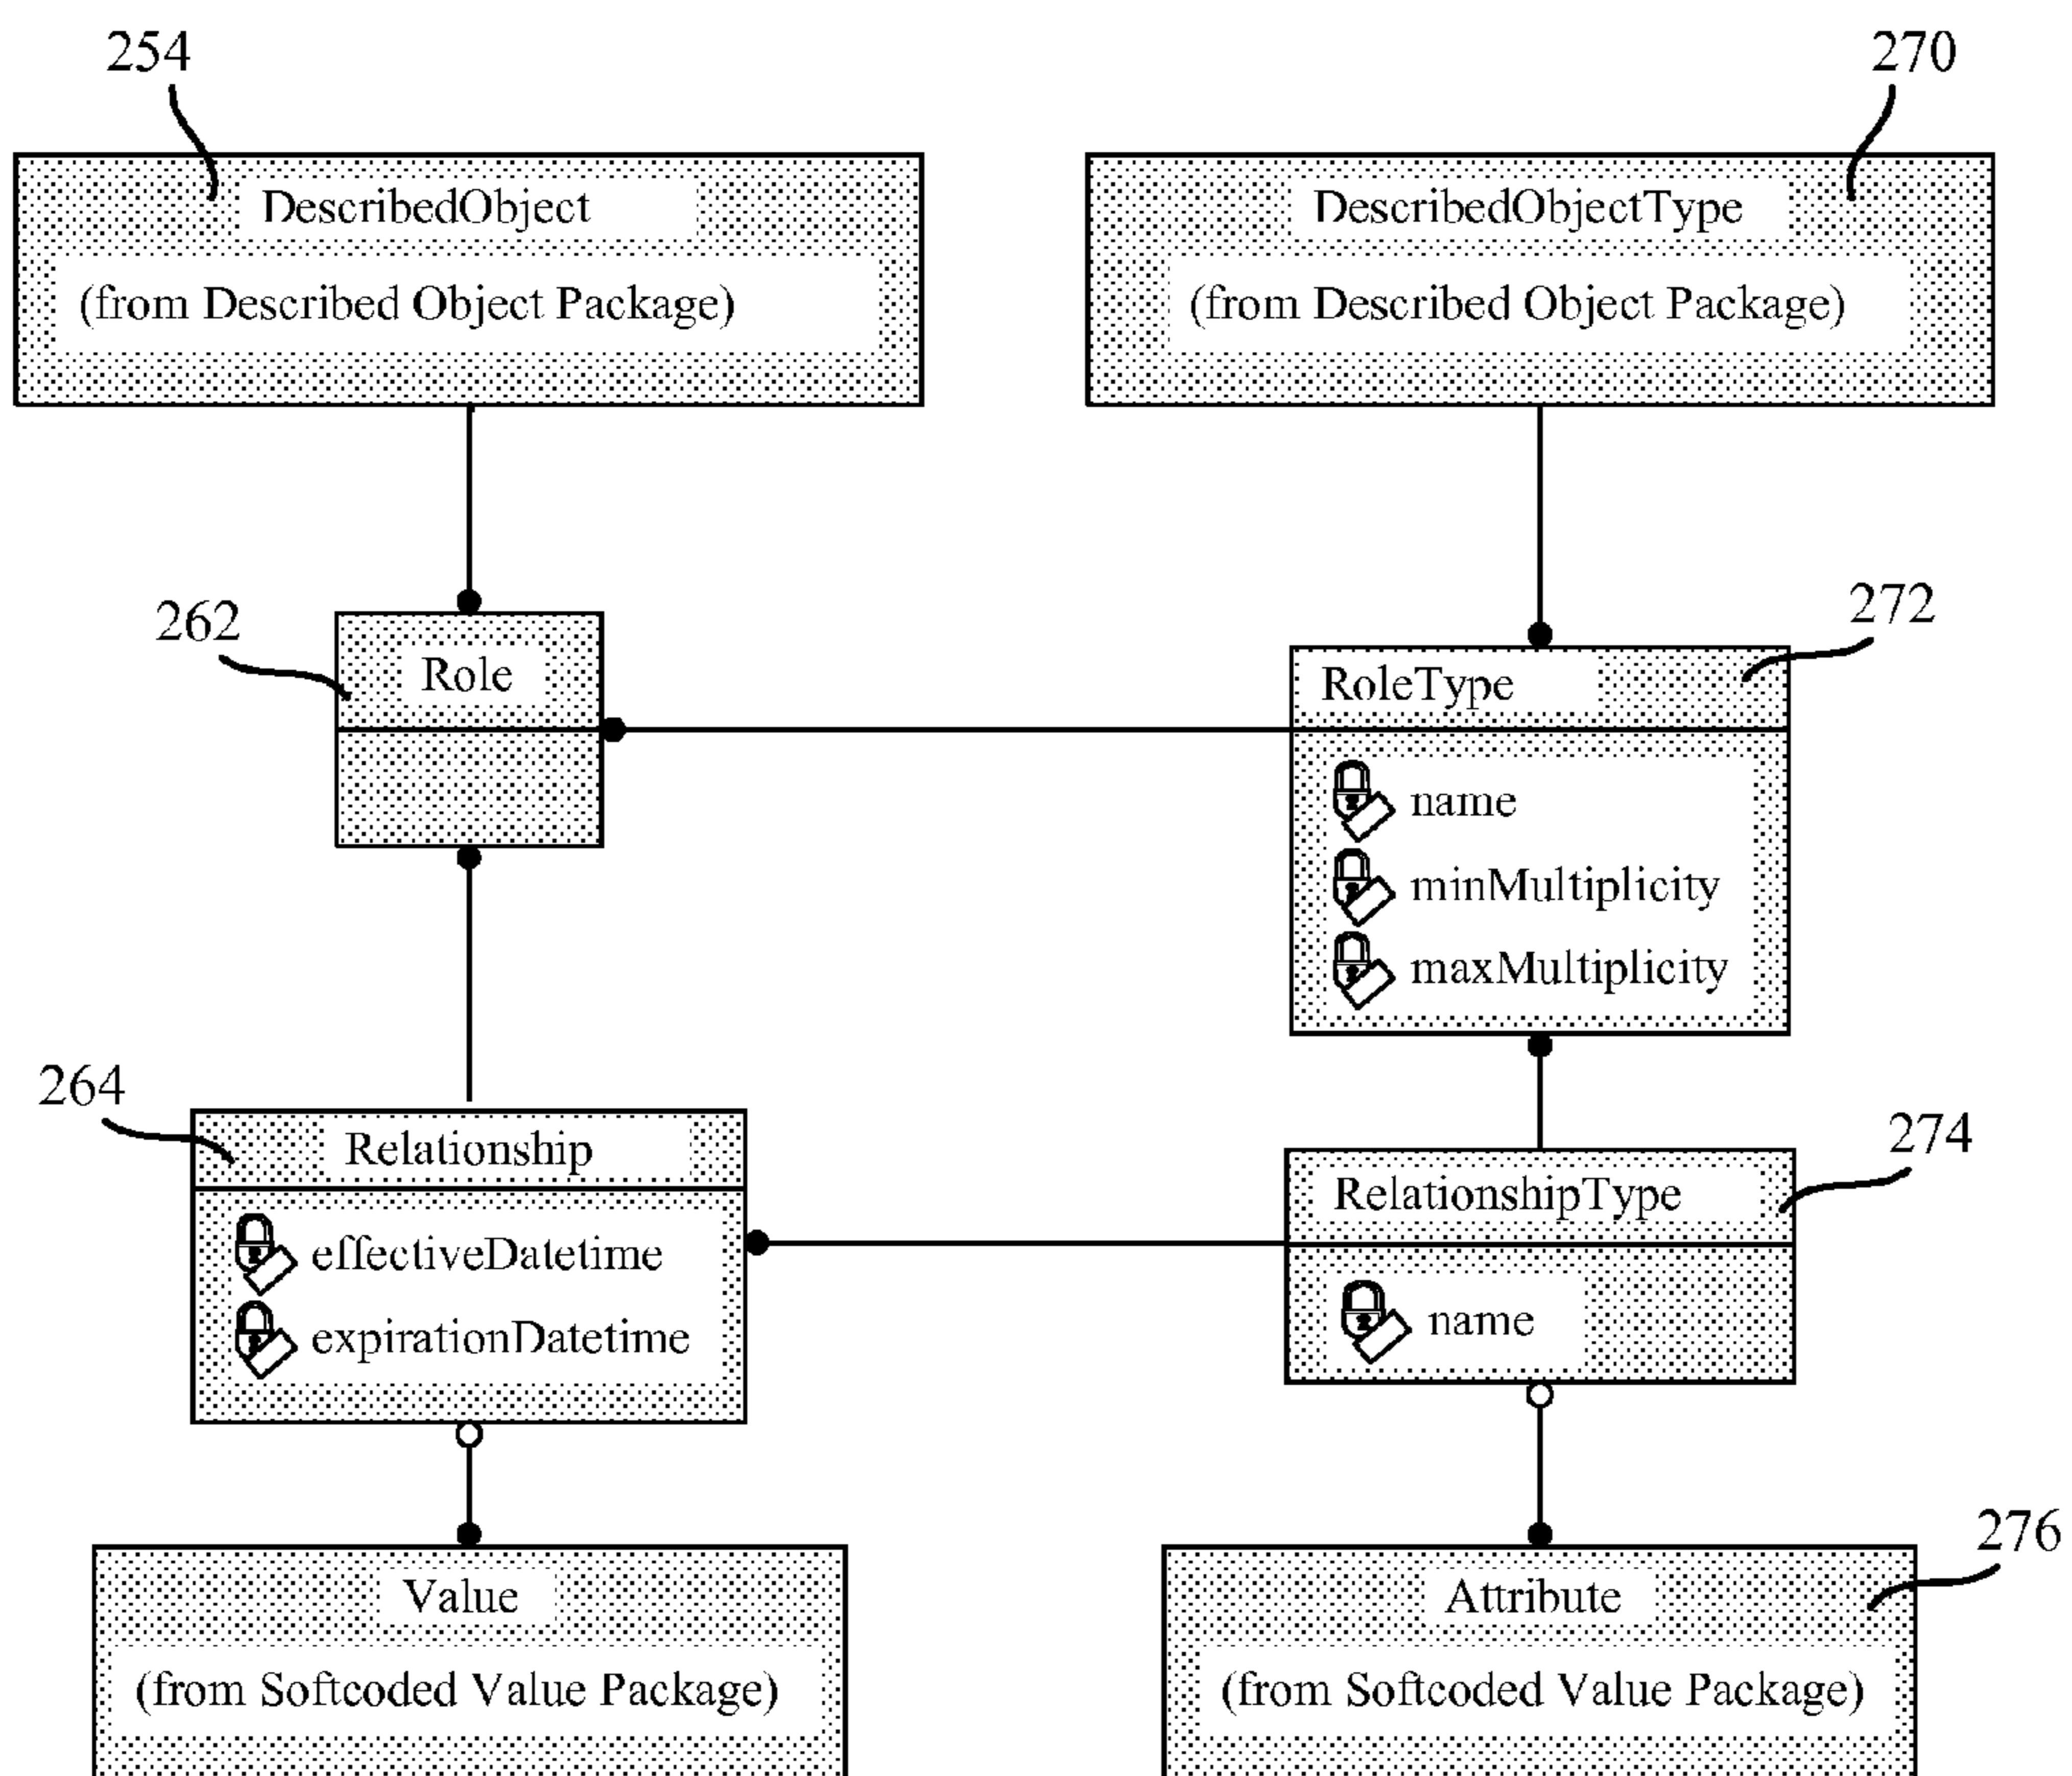 254
270
DescribedObject
(from Described Object Package)
DescribedObjectType
(from Described Object Package)
262
Role
272
RoleType
name
minMultiplicity
maxMultiplicity
264
Relationship
effectiveDatetime
expirationDatetime
274
RelationshipType
name
276
Value
(from Softcoded Value Package)
Attribute
(from Softcoded Value Package)